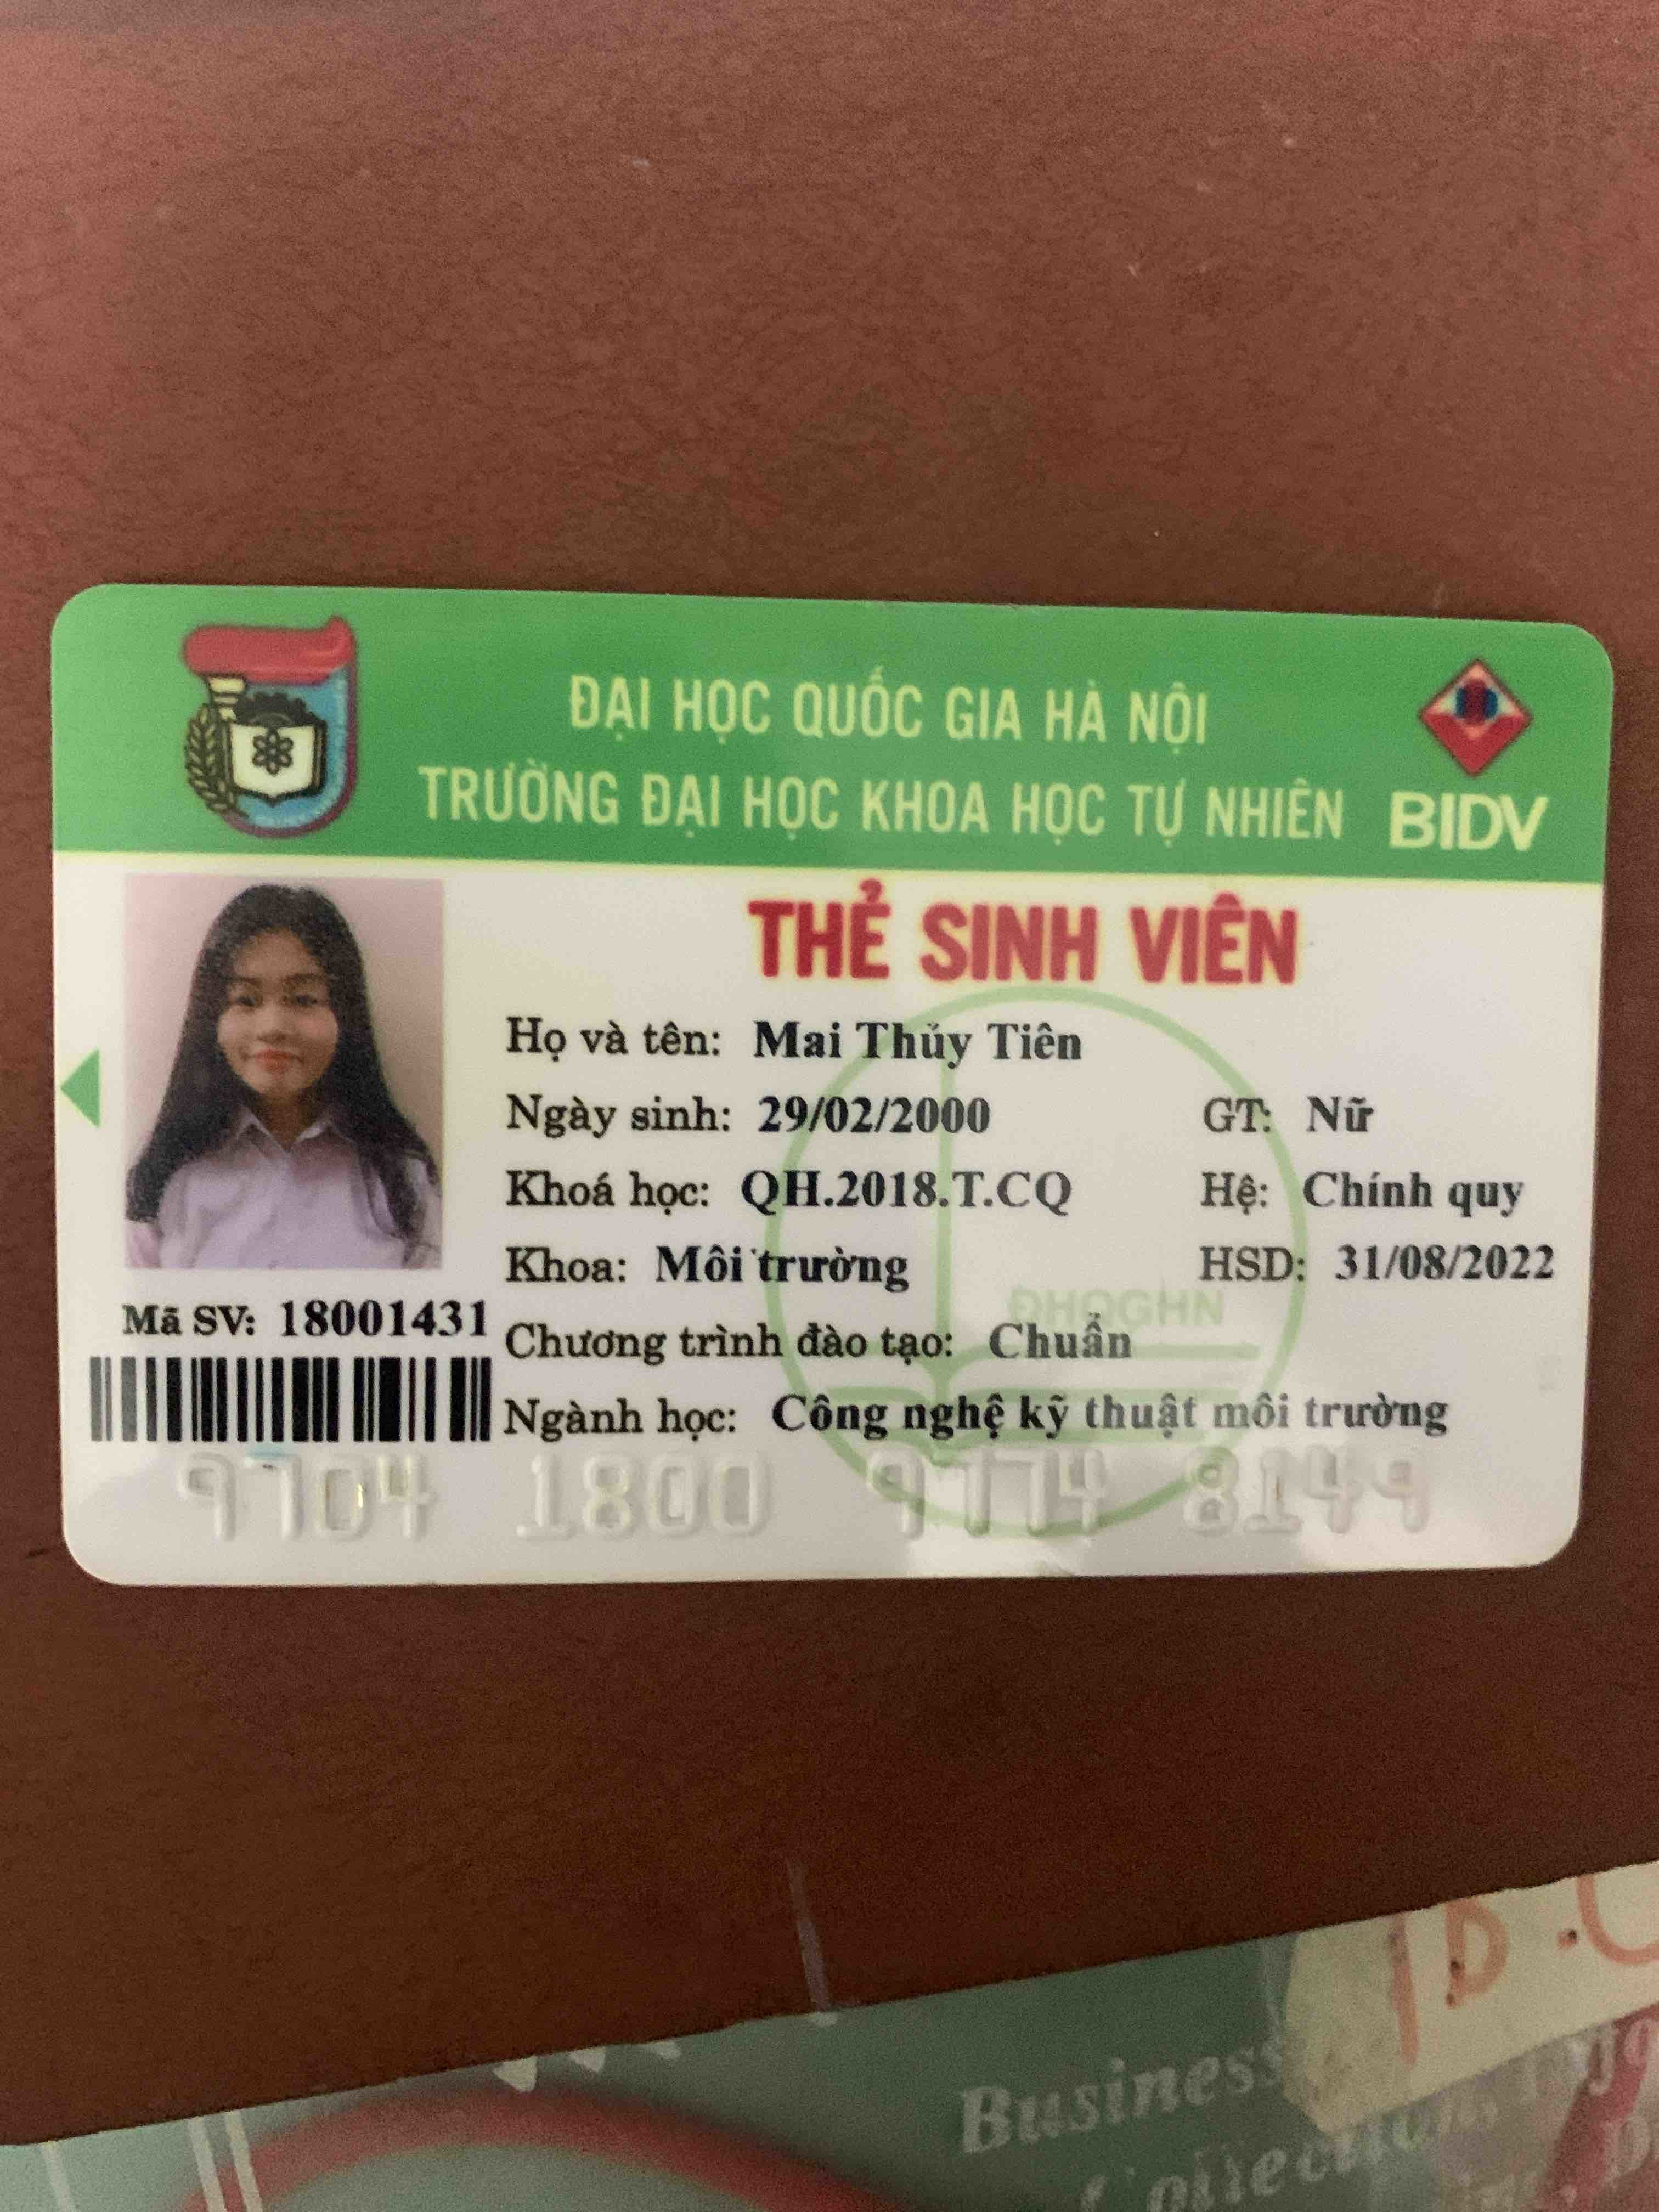 ĐẠI HỌC QUỐC GIA HÀ NỘI
TRƯỜNG ĐẠI HỌC KHOA HỌC TỰ NHIÊN
BIDV
THẺ SINH VIÊN
Họ và tên: Mai Thủy Tiên
Ngày sinh: 29/02/2000 GT: Nữ
Khoá học: QH.2018.T.CQ Hệ: Chính quy
Khoa: Môi trường HSD: 31/08/2022
ĐHQGHN
Mã SV: 18001431
Chương trình đào tạo: Chuẩn
Ngành học: Công nghệ kỹ thuật môi trường
9704 1800 9774 8149
Business
Collection,